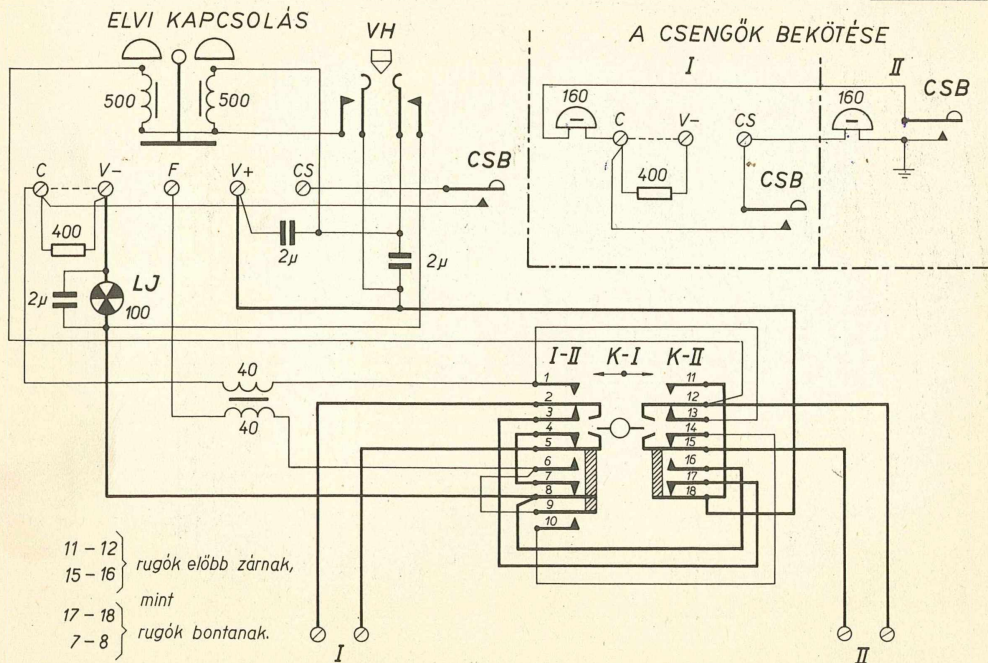 ELVI KAPCSOLÁS
VH
A CSENGŐK BEKÖTÉSE
I
II
CSB
500
500
160
160
C
V-
CS
C
V-
F
V+
CS
CSB
CSB
400
400
2µ
2µ
2µ
LJ
100
40
40
I-II
K-I
K-II
1
2
3
4
5
6
7
8
9
10
11
12
13
14
15
16
17
18
11 - 12
15 - 16
rugók előbb zárnak,
mint
17 - 18
7 - 8
rugók bontanak.
I
II